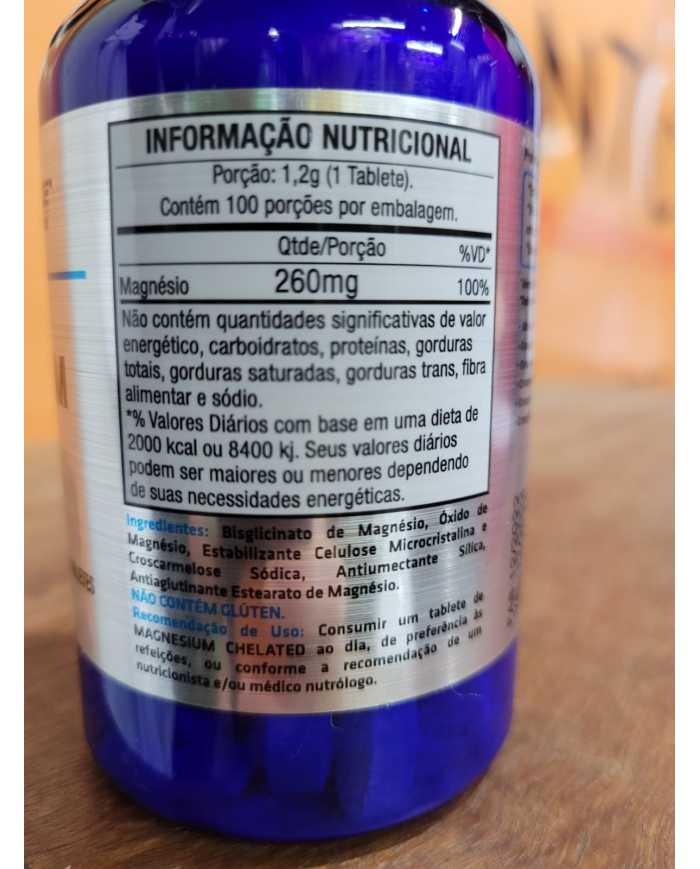 INFORMAÇÃO NUTRICIONAL
Porção: 1,2g (1 Tablete).
Contém 100 porções por embalagem.
Qtde/Porção %VD*
Magnésio 260mg 100%
Não contém quantidades significativas de valor
energético, carboidratos, proteínas, gorduras
totais, gorduras saturadas, gorduras trans, fibra
alimentar e sódio.
*% Valores Diários com base em uma dieta de
2000 kcal ou 8400 kj. Seus valores diários
podem ser maiores ou menores dependendo
de suas necessidades energéticas.
Ingredientes: Bisglicinato de Magnésio, Óxido de
Magnésio, Estabilizante Celulose Microcristalina e
Croscarmelose Sódica, Antiumectante Sílica,
Antiaglutinante Estearato de Magnésio.
NÃO CONTÉM GLÚTEN.
Recomendação de Uso: Consumir um tablete de
MAGNESIUM CHELATED ao dia, de preferência às
refeições, ou conforme a recomendação de um
nutricionista e/ou médico nutrólogo.